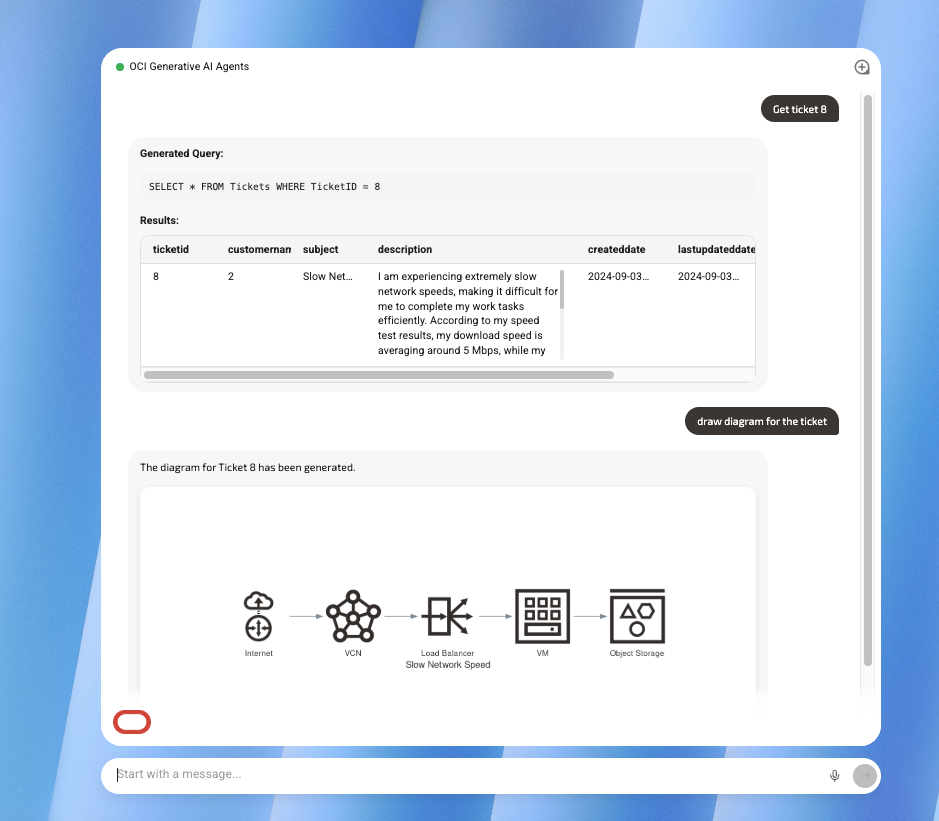 OCI Generative AI Agents
Get ticket 8
Generated Query:
SELECT * FROM Tickets WHERE TicketID = 8
Results:
ticketid customernan subject description createddate lastupdateddate
8 2 Slow Net... I am experiencing extremely slow 2024-09-03... 2024-09-03...
network speeds, making it difficult for
me to complete my work tasks
efficiently. According to my speed
test results, my download speed is
averaging around 5 Mbps, while my
draw diagram for the ticket
The diagram for Ticket 8 has been generated.
Internet VCN Load Balancer VM Object Storage
Slow Network Speed
Start with a message...